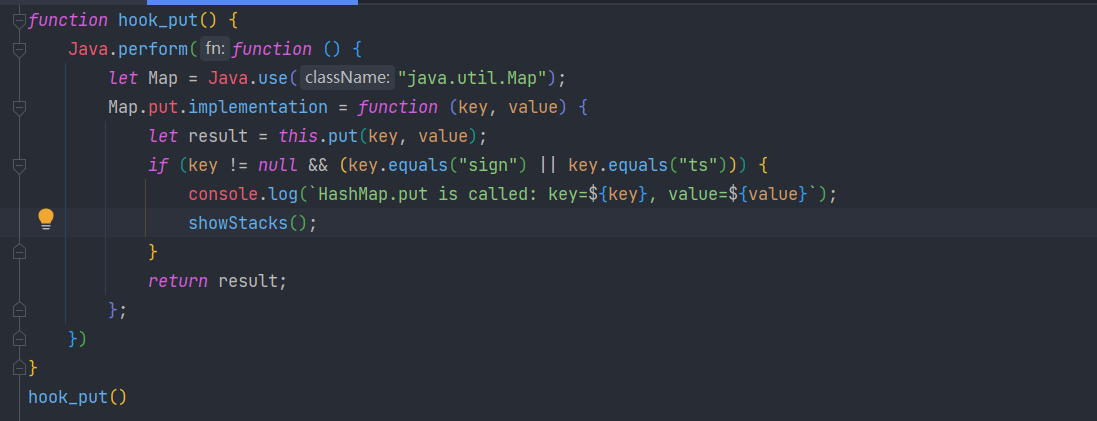 function hook_put() {
    Java.perform( fn: function () {
        let Map = Java.use( className: "java.util.Map");
        Map.put.implementation = function (key, value) {
            let result = this.put(key, value);
            if (key != null && (key.equals("sign") || key.equals("ts"))) {
                console.log(`HashMap.put is called: key=${key}, value=${value}`);
                showStacks();
            }
            return result;
        };
    })
}
hook_put()